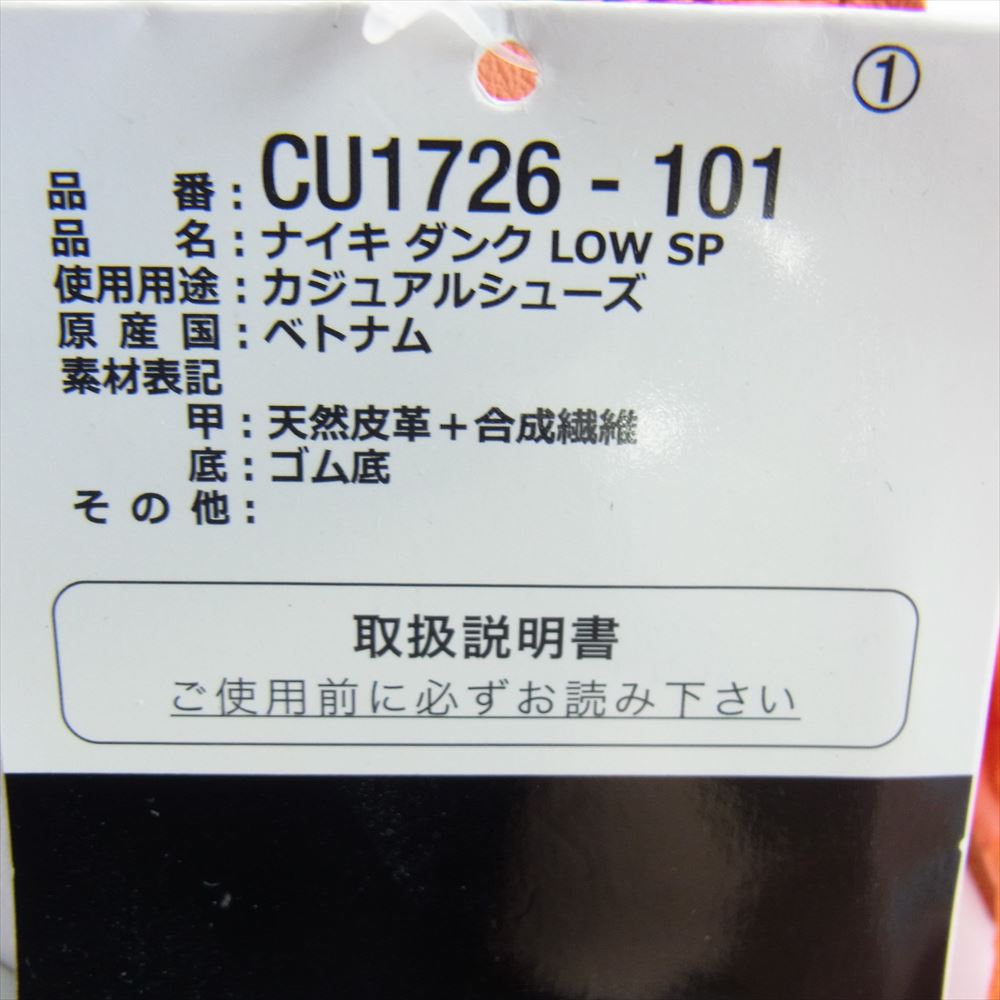 ①
品番：CU1726 - 101
品名：ナイキ ダンク LOW SP
使用用途：カジュアルシューズ
原産国：ベトナム
素材表記
甲：天然皮革＋合成繊維
底：ゴム底
その他：
取扱説明書
ご使用前に必ずお読み下さい